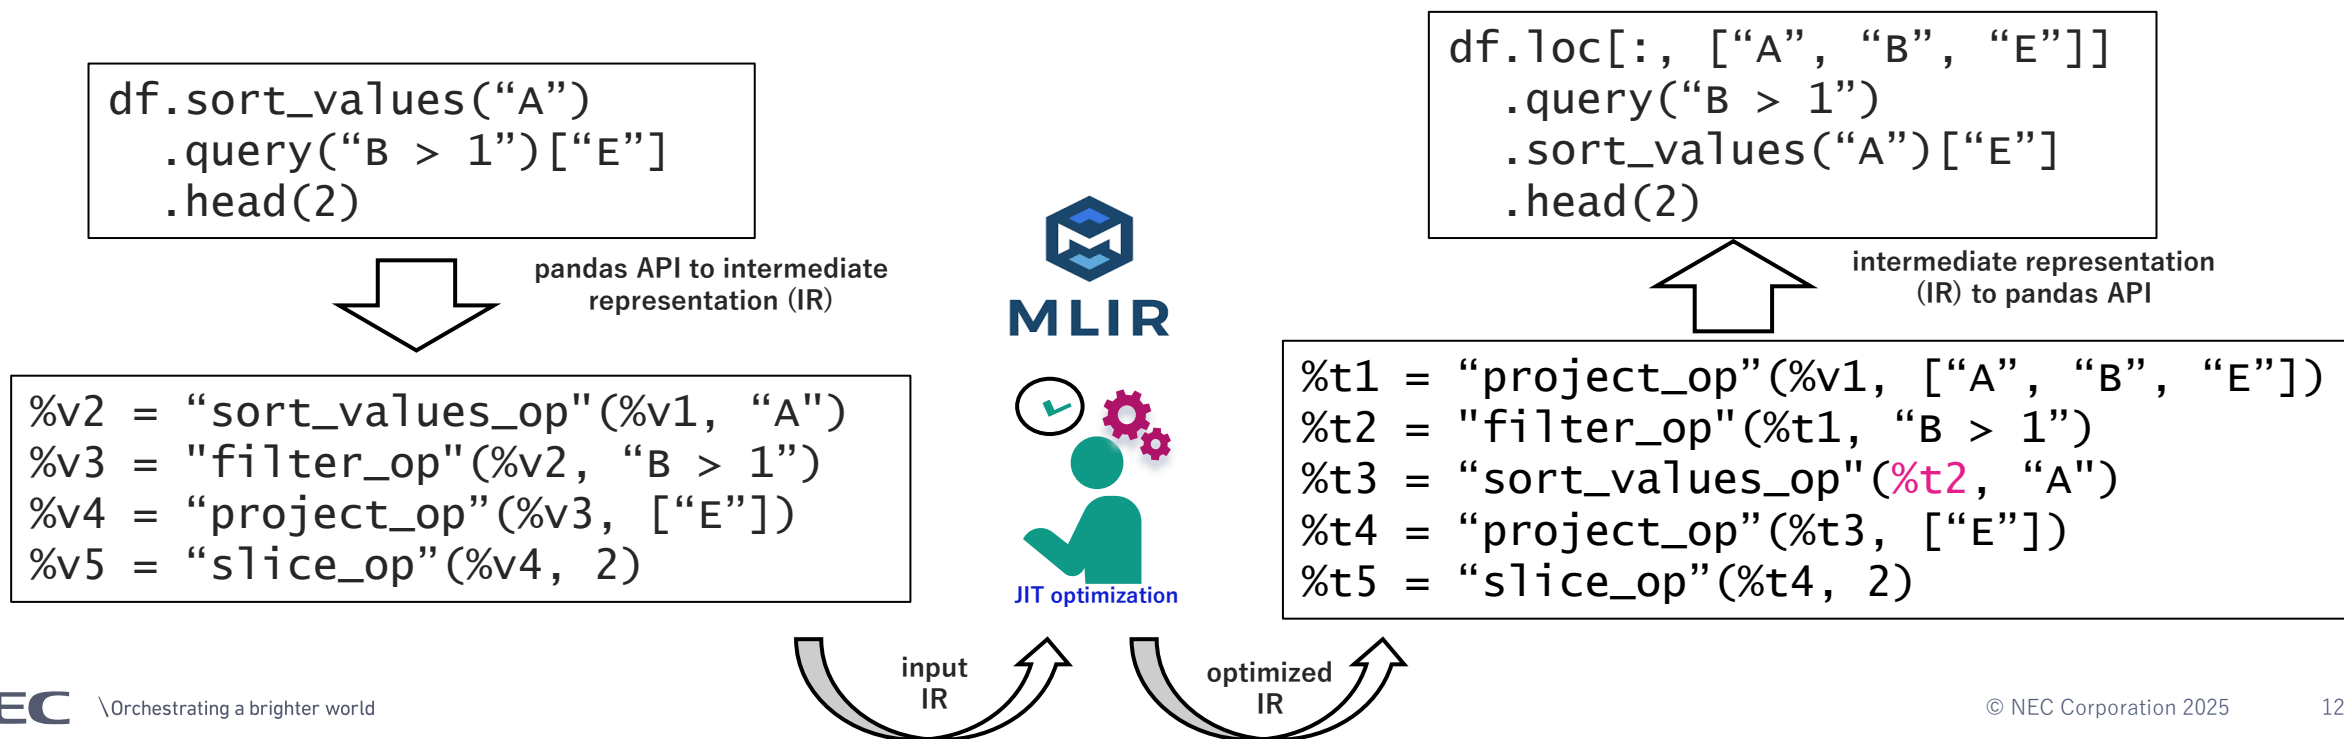 df.sort_values(“A”)
.query(“B > 1”)[“E”]
.head(2)
pandas API to intermediate
representation (IR)
%v2 = “sort_values_op"(%v1, “A")
%v3 = "filter_op"(%v2, “B > 1”)
%v4 = “project_op”(%v3, [“E”])
%v5 = “slice_op”(%v4, 2)
MLIR
JIT optimization
input
IR
optimized
IR
df.loc[:, [“A”, “B”, “E”]]
.query(“B > 1”)
.sort_values(“A”)[“E”]
.head(2)
intermediate representation
(IR) to pandas API
%t1 = “project_op”(%v1, [“A”, “B”, “E”])
%t2 = "filter_op"(%t1, “B > 1”)
%t3 = “sort_values_op"(%t2, “A")
%t4 = “project_op”(%t3, [“E”])
%t5 = “slice_op”(%t4, 2)
EC \Orchestrating a brighter world
© NEC Corporation 2025 12